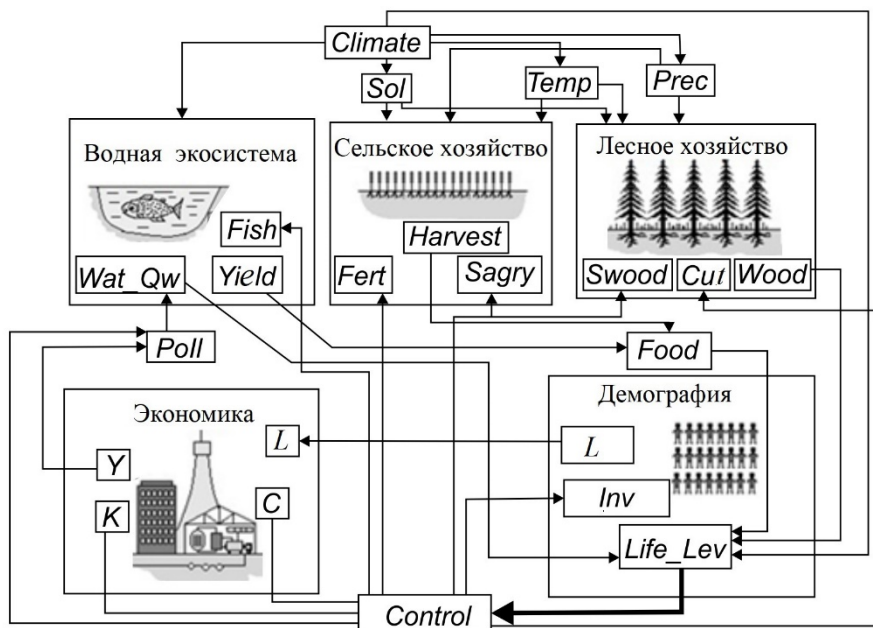 Climate
Sol
Temp
Prec
Водная экосистема
Сельское хозяйство
Лесное хозяйство
Fish
Harvest
Wat_Qw
Yield
Fert
Sagry
Swood
Cut
Wood
Poll
Food
Экономика
Демография
L
L
Y
Inv
K
C
Life_Lev
Control